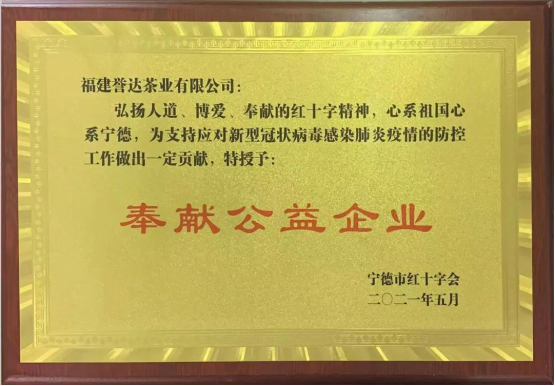 福建誉达茶业有限公司：
弘扬人道、博爱、奉献的红十字精神，心系祖国心
系宁德，为支持应对新型冠状病毒感染肺炎疫情的防控
工作做出一定贡献，特授予：
奉献公益企业
宁德市红十字会
二〇二一年五月